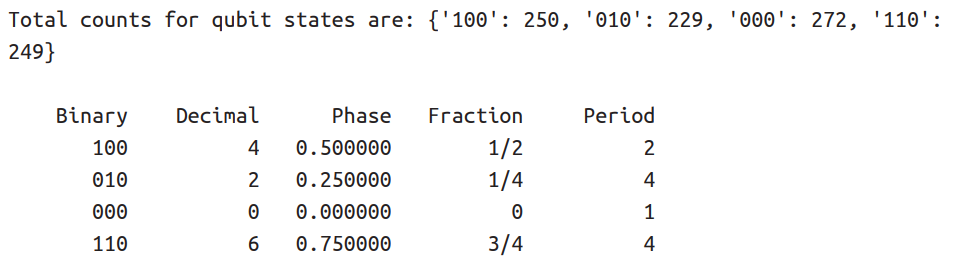 Total counts for qubit states are: {'100': 250, '010': 229, '000': 272, '110':
249}
Binary Decimal Phase Fraction Period
100 4 0.500000 1/2 2
010 2 0.250000 1/4 4
000 0 0.000000 0 1
110 6 0.750000 3/4 4